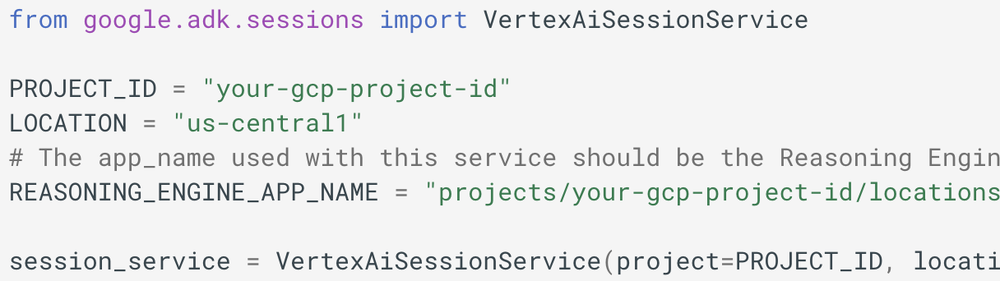 from google.adk.sessions import VertexAiSessionService
PROJECT_ID = "your-gcp-project-id"
LOCATION = "us-central1"
# The app_name used with this service should be the Reasoning Engin
REASONING_ENGINE_APP_NAME = "projects/your-gcp-project-id/locations
session_service = VertexAiSessionService(project=PROJECT_ID, locati